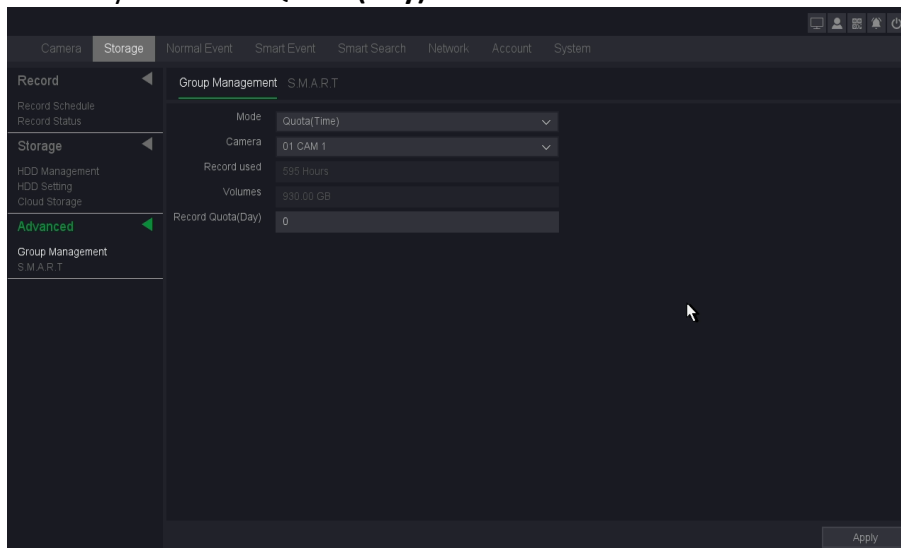 Camera Storage Normal Event Smart Event Smart Search Network Account System
Record
Record Schedule
Record Status
Storage
HDD Management
HDD Setting
Cloud Storage
Advanced
Group Management
S.M.A.R.T
Group Management S.M.A.R.T
Mode Quota(Time)
Camera 01 CAM 1
Record used 595 Hours
Volumes 930.00 GB
Record Quota(Day) 0
Apply